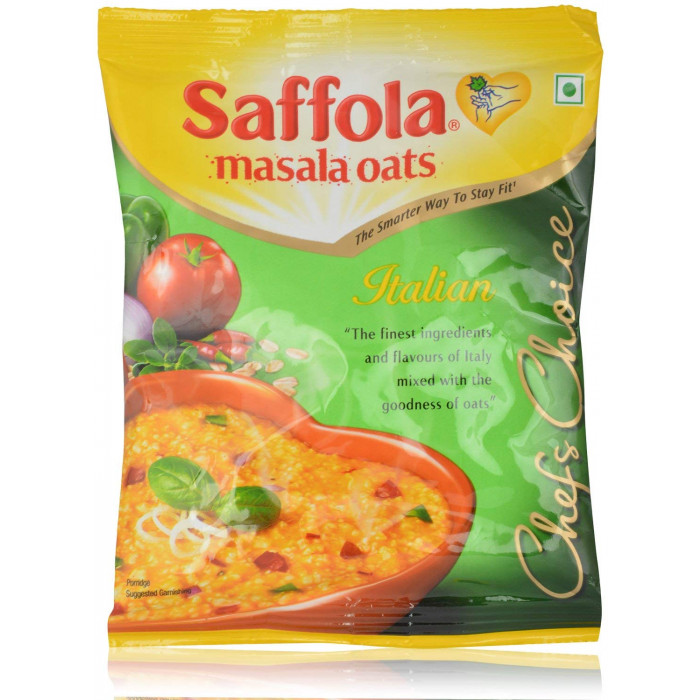 Saffola®
masala oats
The Smarter Way To Stay Fit†
Italian
"The finest ingredients
and flavours of Italy
mixed with the
goodness of oats"
Chefs Choice
Porridge
Suggested Garnishing